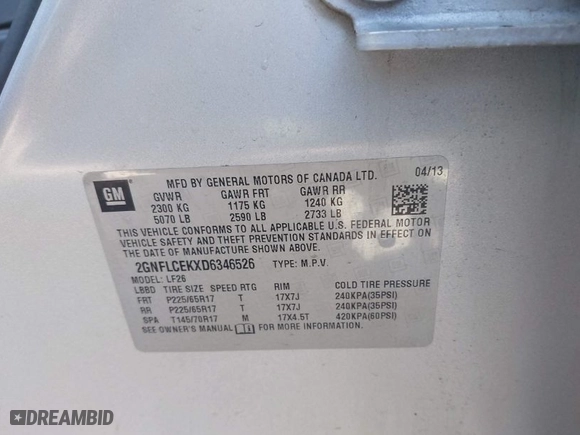 MFD BY GENERAL MOTORS OF CANADA LTD. 04/13
GM
GVWR GAWR FRT GAWR RR
2300 KG 1175 KG 1240 KG
5070 LB 2590 LB 2733 LB
THIS VEHICLE CONFORMS TO ALL APPLICABLE U.S. FEDERAL MOTOR
VEHICLE SAFETY AND THEFT PREVENTION STANDARDS IN EFFECT ON
THE DATE OF MANUFACTURE SHOWN ABOVE.
2GNFLCEKXD6346526 TYPE: M.P.V.
MODEL: LF26
LBBD TIRE SIZE SPEED RTG RIM COLD TIRE PRESSURE
FRT P225/65R17 T 17X7J 240KPA(35PSI)
RR P225/65R17 T 17X7J 240KPA(35PSI)
SPA T145/70R17 M 17X4.5T 420KPA(60PSI)
SEE OWNER'S MANUAL FOR MORE INFORMATION
DREAMBID